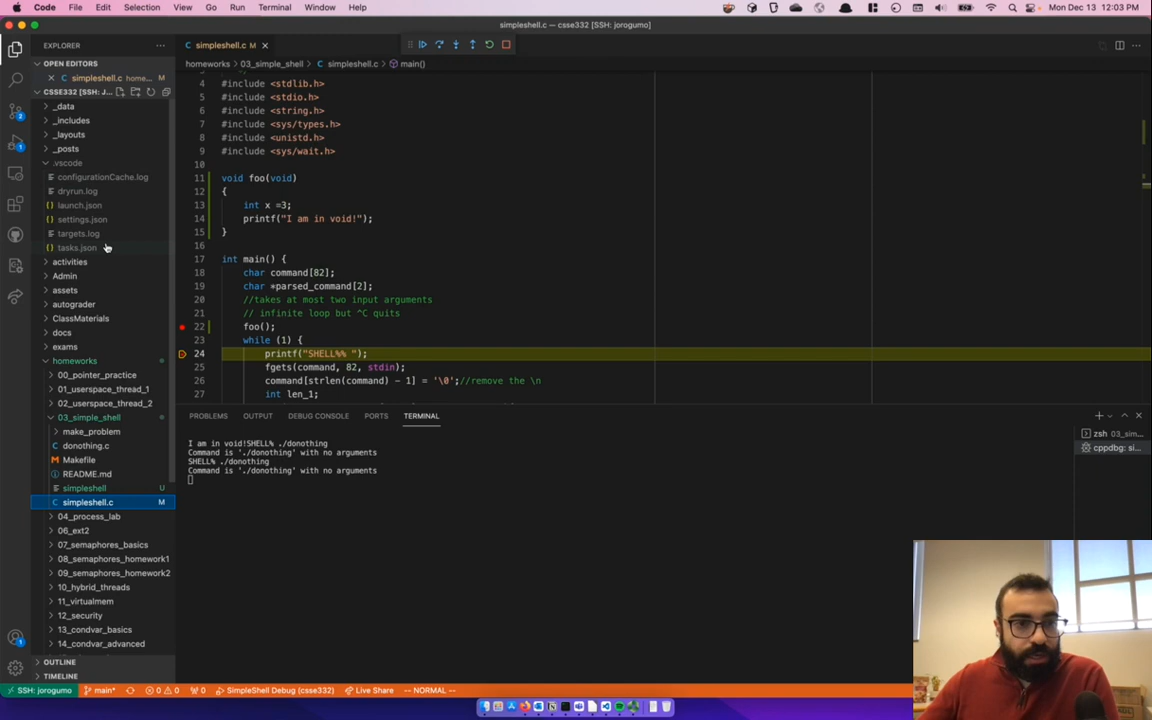 Code File Edit Selection View Go Run Terminal Window Help
Mon Dec 13 12:03 PM
simpleshell.c — csse332 [SSH: jorogumo]
EXPLORER
OPEN EDITORS
simpleshell.c home... M
CSSE332 [SSH: J...
_data
_includes
_layouts
_posts
.vscode
configurationCache.log
dryrun.log
launch.json
settings.json
targets.log
tasks.json
activities
Admin
assets
autograder
ClassMaterials
docs
exams
homeworks
00_pointer_practice
01_userspace_thread_1
02_userspace_thread_2
03_simple_shell
make_problem
donothing.c
Makefile
README.md
simpleshell U
simpleshell.c M
04_process_lab
06_ext2
07_semaphores_basics
08_semaphores_homework1
09_semaphores_homework2
10_hybrid_threads
11_virtualmem
12_security
13_condvar_basics
14_condvar_advanced
OUTLINE
TIMELINE
simpleshell.c M
homeworks > 03_simple_shell > simpleshell.c > main()
4 #include <stdlib.h>
5 #include <stdio.h>
6 #include <string.h>
7 #include <sys/types.h>
8 #include <unistd.h>
9 #include <sys/wait.h>
10
11 void foo(void)
12 {
13 int x =3;
14 printf("I am in void!");
15 }
16
17 int main() {
18 char command[82];
19 char *parsed_command[2];
20 //takes at most two input arguments
21 // infinite loop but ^C quits
22 foo();
23 while (1) {
24 printf("SHELL%% ");
25 fgets(command, 82, stdin);
26 command[strlen(command) - 1] = '\0';//remove the \n
27 int len_1;
PROBLEMS OUTPUT DEBUG CONSOLE PORTS TERMINAL
I am in void!SHELL% ./donothing
Command is './donothing' with no arguments
SHELL% ./donothing
Command is './donothing' with no arguments
zsh 03_sim...
cppdbg: si...
SSH: jorogumo main* 0 0 0 SimpleShell Debug (csse332) Live Share -- NORMAL --